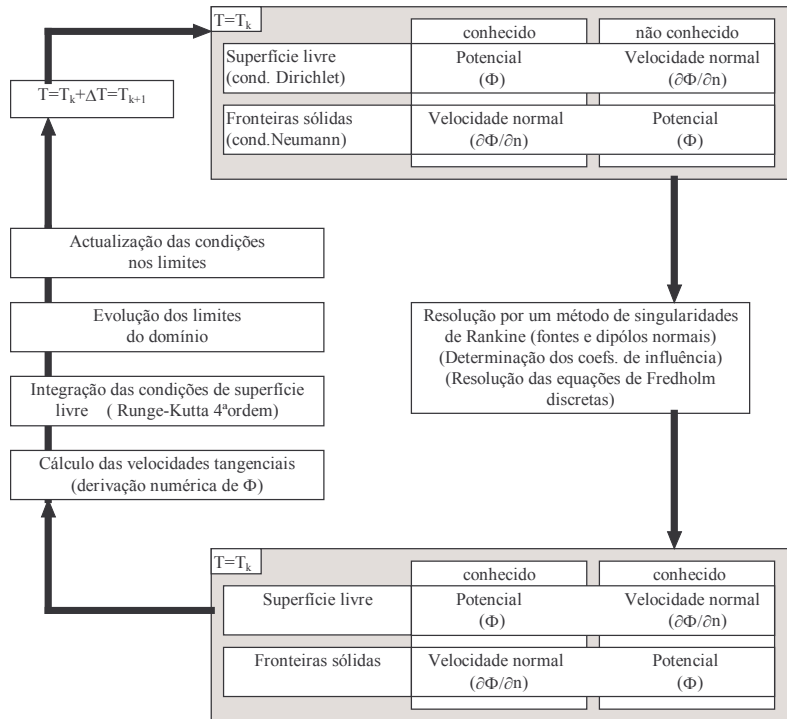 T=Tk
conhecido
não conhecido
Superfície livre
(cond. Dirichlet)
Potencial
(Φ)
Velocidade normal
(∂Φ/∂n)
Fronteiras sólidas
(cond.Neumann)
Velocidade normal
(∂Φ/∂n)
Potencial
(Φ)
T=Tk+ΔT=Tk+1
Actualização das condições
nos limites
Evolução dos limites
do domínio
Integração das condições de superfície
livre ( Runge-Kutta 4ªordem)
Cálculo das velocidades tangenciais
(derivação numérica de Φ)
Resolução por um método de singularidades
de Rankine (fontes e dipólos normais)
(Determinação dos coefs. de influência)
(Resolução das equações de Fredholm
discretas)
T=Tk
conhecido
conhecido
Superfície livre
Potencial
(Φ)
Velocidade normal
(∂Φ/∂n)
Fronteiras sólidas
Velocidade normal
(∂Φ/∂n)
Potencial
(Φ)